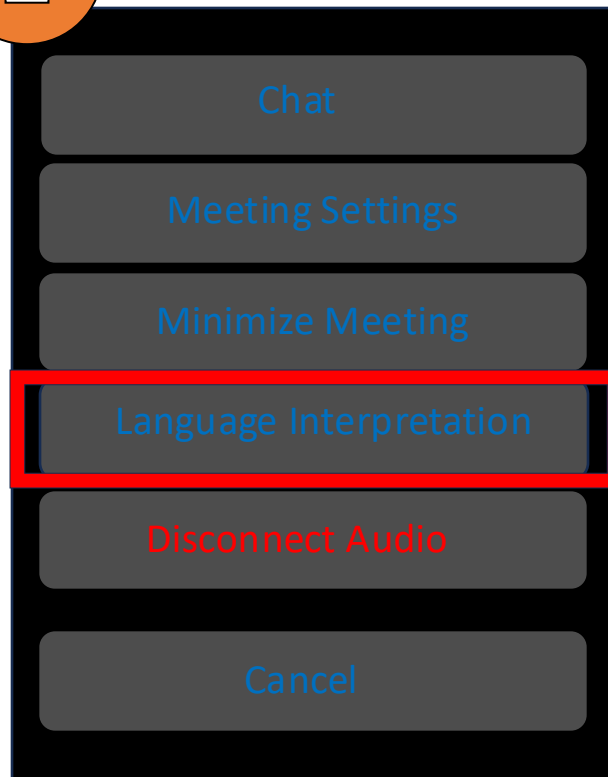 Chat
Meeting Settings
Minimize Meeting
Language Interpretation
Disconnect Audio
Cancel